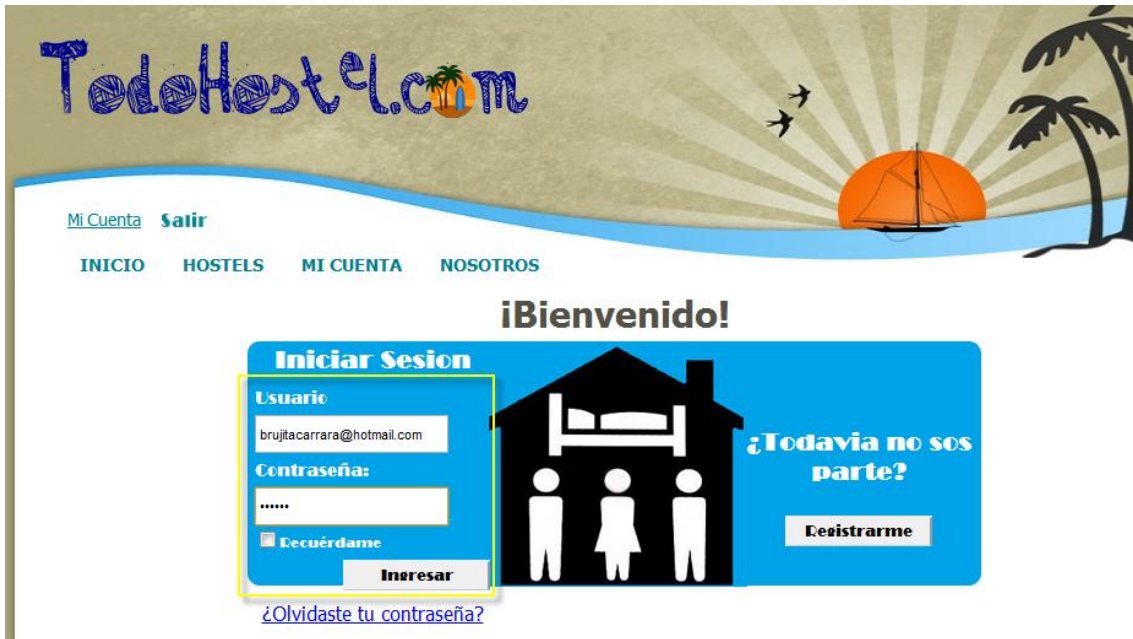 TodoHostel.com
Mi Cuenta Salir
INICIO HOSTELS MI CUENTA NOSOTROS
¡Bienvenido!
Iniciar Sesion
Usuario
brujitacarrara@hotmail.com
Contraseña:
••••••
Recuérdame
Ingresar
¿Olvidaste tu contraseña?
¿Todavia no sos
parte?
Registrarme